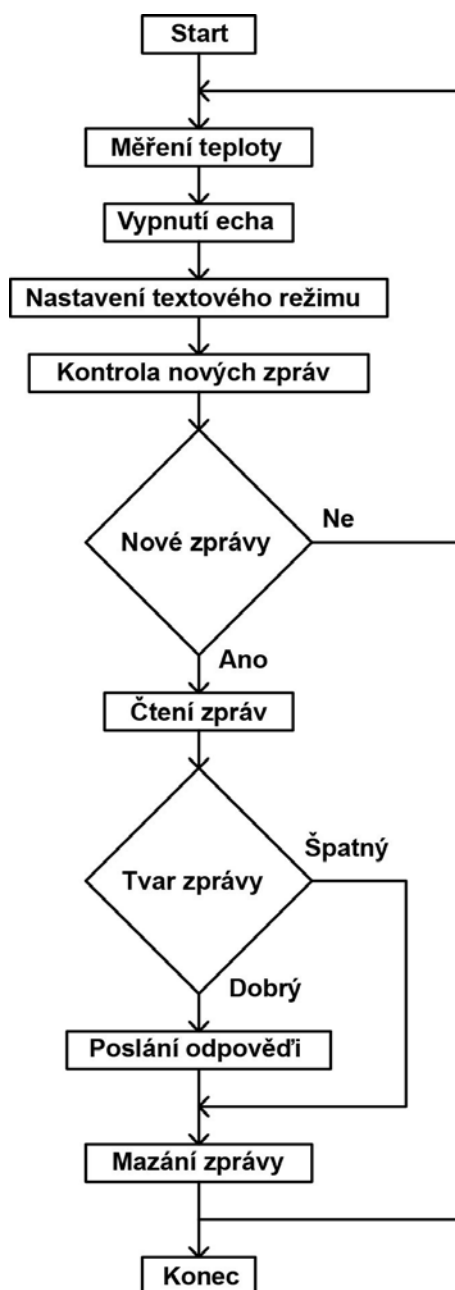 Start
Měření teploty
Vypnutí echa
Nastavení textového režimu
Kontrola nových zpráv
Nové zprávy
Ne
Ano
Čtení zpráv
Tvar zprávy
Špatný
Dobrý
Poslání odpověďi
Mazání zprávy
Konec